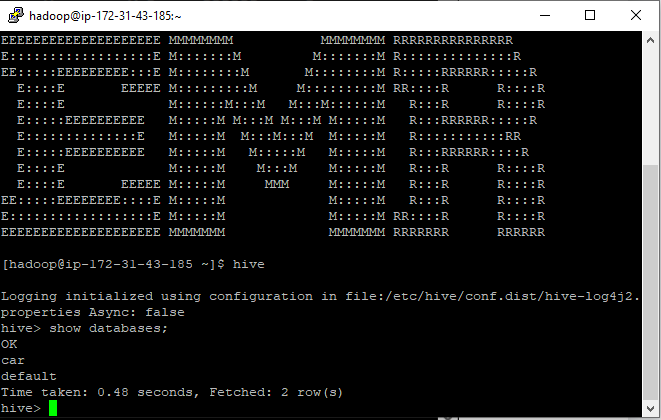 hadoop@ip-172-31-43-185:~
EEEEEEEEEEEEEEEEEEEE MMMMMMMM           MMMMMMMM RRRRRRRRRRRRRRR
E::::::::::::::::::E M:::::::M         M:::::::M R::::::::::::::R
EE:::::EEEEEEEEE:::E M::::::::M       M::::::::M R:::::RRRRRR:::::R
  E::::E       EEEEE M:::::::::M     M:::::::::M RR::::R      R::::R
  E::::E             M::::::M:::M   M:::M::::::M   R:::R      R::::R
  E:::::EEEEEEEEEE   M:::::M M:::M M:::M M:::::M   R:::RRRRRR:::::R
  E::::::::::::::E   M:::::M  M:::M:::M  M:::::M   R:::::::::::RR
  E:::::EEEEEEEEEE   M:::::M   M:::::M   M:::::M   R:::RRRRRR::::R
  E::::E             M:::::M    M:::M    M:::::M   R:::R      R::::R
  E::::E       EEEEE M:::::M     MMM     M:::::M   R:::R      R::::R
EE:::::EEEEEEEE::::E M:::::M             M:::::M   R:::R      R::::R
E::::::::::::::::::E M:::::M             M:::::M RR::::R      R::::R
EEEEEEEEEEEEEEEEEEEE MMMMMMM             MMMMMMM RRRRRRR      RRRRRR
[hadoop@ip-172-31-43-185 ~]$ hive
Logging initialized using configuration in file:/etc/hive/conf.dist/hive-log4j2.
properties Async: false
hive> show databases;
OK
car
default
Time taken: 0.48 seconds, Fetched: 2 row(s)
hive>